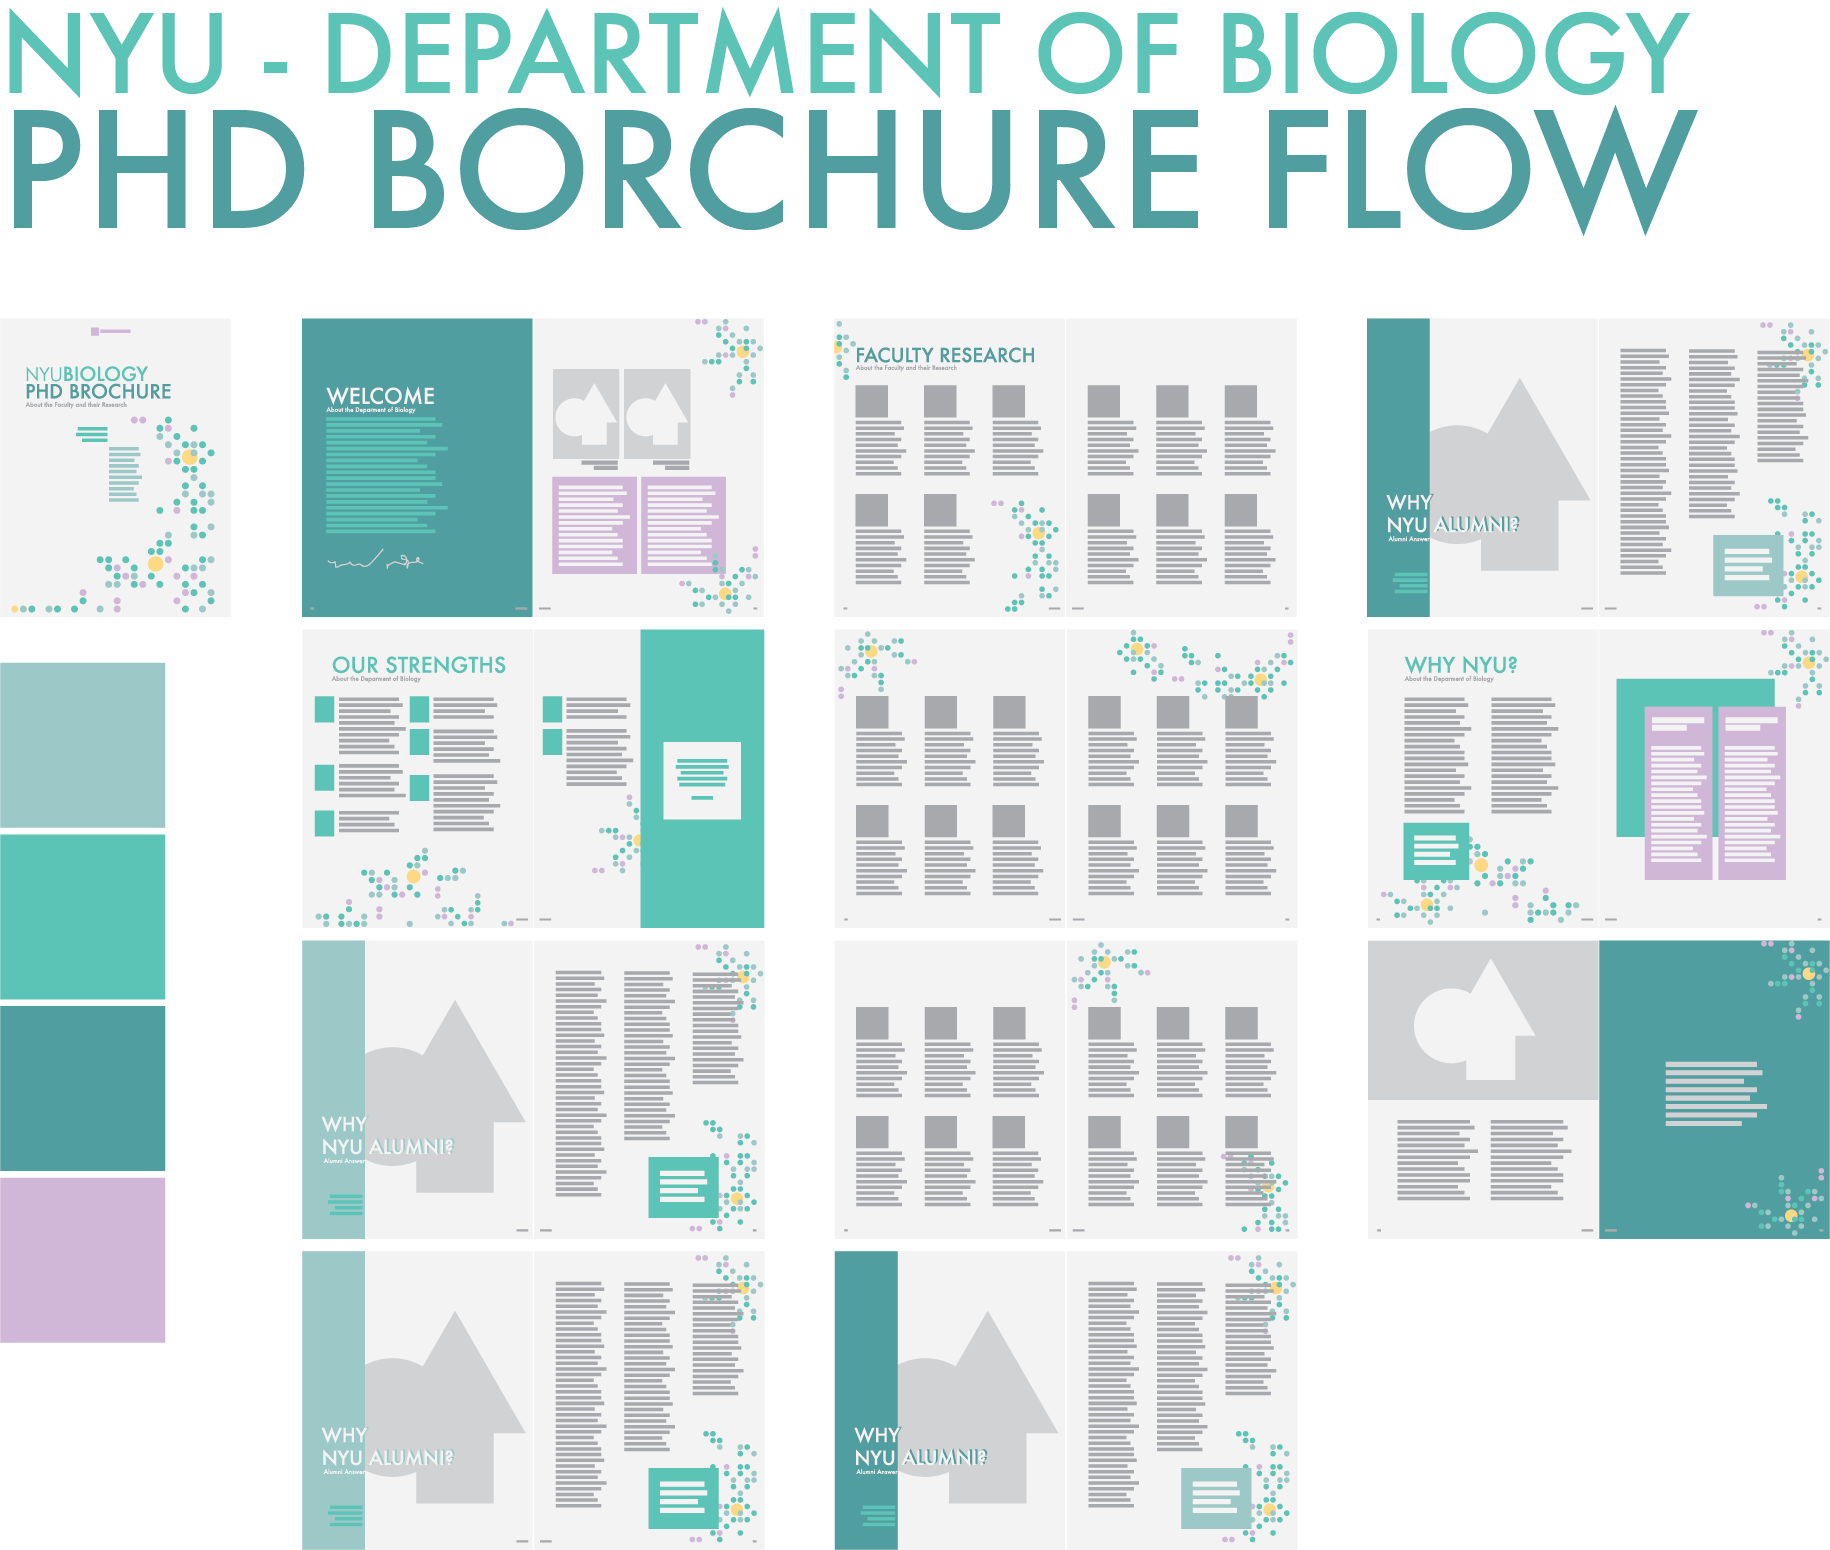 NYU - DEPARTMENT OF BIOLOGY
PHD BORCHURE FLOW
NYUBIOLOGY
PHD BROCHURE
About the Faculty and their Research
WELCOME
About the Deparment of Biology
OUR STRENGTHS
About the Deparment of Biology
WHY
NYU ALUMNI?
Alumni Answer
WHY
NYU ALUMNI?
Alumni Answer
FACULTY RESEARCH
About the Faculty and their Research
WHY
NYU ALUMNI?
Alumni Answer
WHY
NYU ALUMNI?
Alumni Answer
WHY NYU?
About the Deparment of Biology